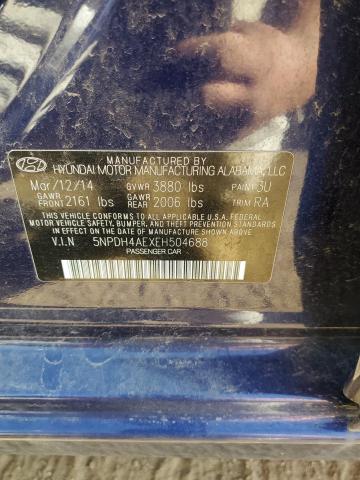 MANUFACTURED BY
HYUNDAI MOTOR MANUFACTURING ALABAMA, LLC
Mar/12/14 GVWR 3880 lbs PAINT 3U
GAWR FRONT 2161 lbs GAWR REAR 2006 lbs TRIM RA
THIS VEHICLE CONFORMS TO ALL APPLICABLE U.S.A.
FEDERAL MOTOR VEHICLE SAFETY, BUMPER, AND THEFT PREVENTION
STANDARDS IN EFFECT ON THE DATE OF MANUFACTURE SHOWN ABOVE.
V.I.N 5NPDH4AEXEH504688
PASSENGER CAR